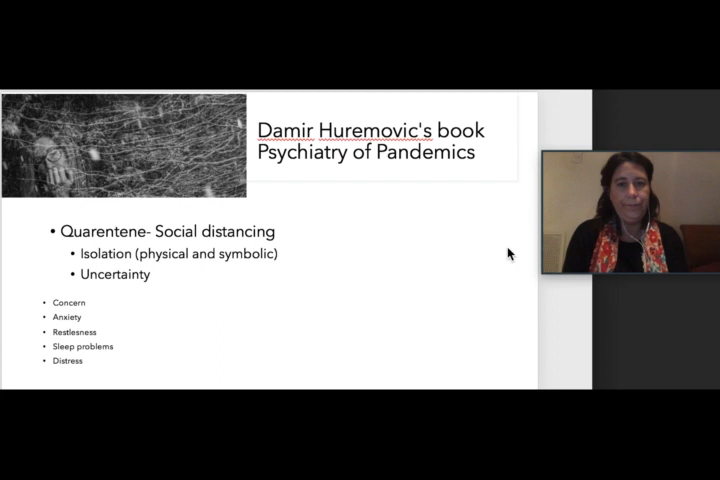 Damir Huremovic's book
Psychiatry of Pandemics
• Quarentene- Social distancing
• Isolation (physical and symbolic)
• Uncertainty
• Concern
• Anxiety
• Restlesness
• Sleep problems
• Distress